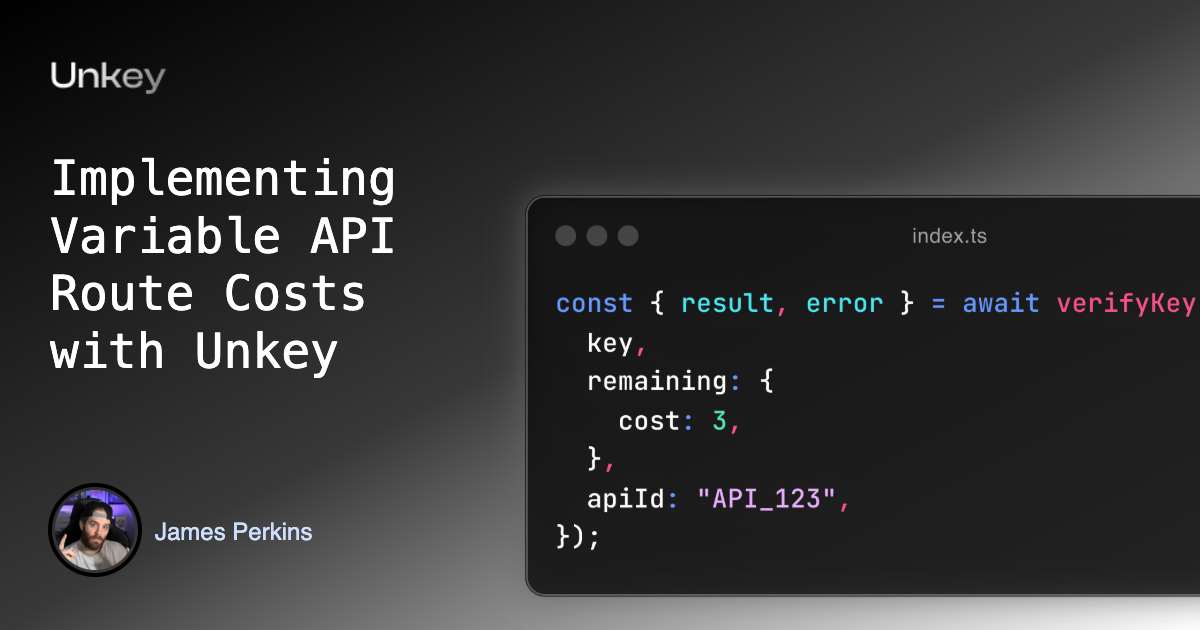 Unkey
Implementing
Variable API
Route Costs
with Unkey
James Perkins
index.ts
const { result, error } = await verifyKey
key,
remaining: {
cost: 3,
},
apiId: "API_123",
});